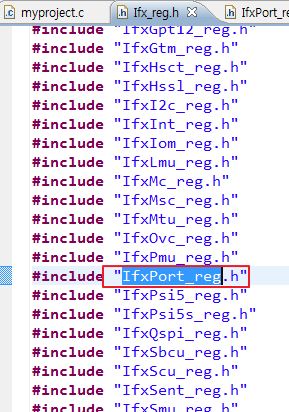 myproject.c Ifx_reg.h IfxPort_re
#include "IfxGpt12_reg.h"
#include "IfxGtm_reg.h"
#include "IfxHsct_reg.h"
#include "IfxHssl_reg.h"
#include "IfxI2c_reg.h"
#include "IfxInt_reg.h"
#include "IfxIom_reg.h"
#include "IfxLmu_reg.h"
#include "IfxMc_reg.h"
#include "IfxMsc_reg.h"
#include "IfxMtu_reg.h"
#include "IfxOvc_reg.h"
#include "IfxPmu_reg.h"
#include "IfxPort_reg.h"
#include "IfxPsi5_reg.h"
#include "IfxPsi5s_reg.h"
#include "IfxQspi_reg.h"
#include "IfxSbcu_reg.h"
#include "IfxScu_reg.h"
#include "IfxSent_reg.h"
#include "IfxSmu_reg.h"